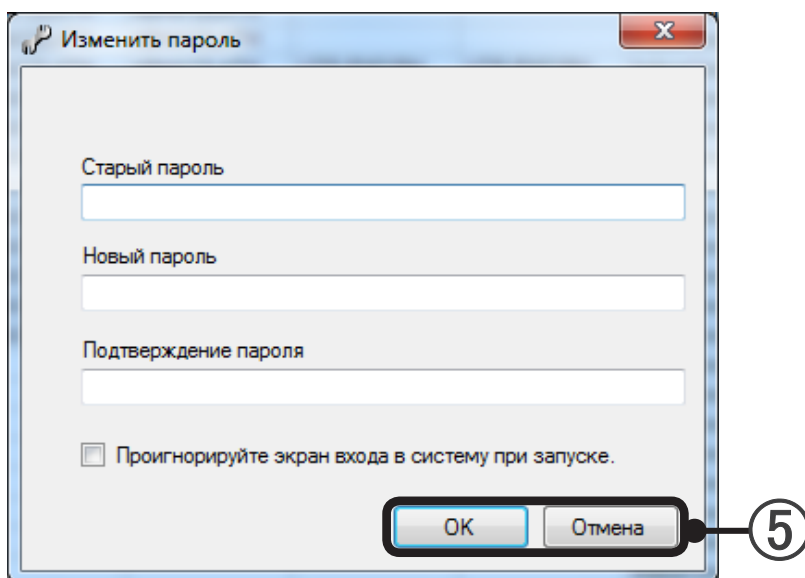 Изменить пароль
Старый пароль
Новый пароль
Подтверждение пароля
Проигнорируйте экран входа в систему при запуске.
OK Отмена ⑤